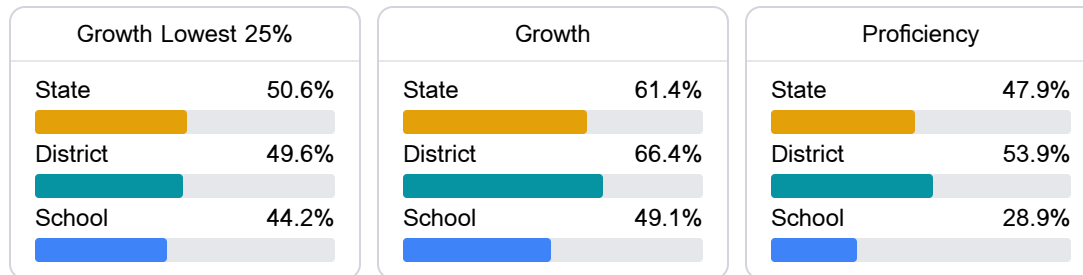 Growth Lowest 25%
State 50.6%
District 49.6%
School 44.2%
Growth
State 61.4%
District 66.4%
School 49.1%
Proficiency
State 47.9%
District 53.9%
School 28.9%